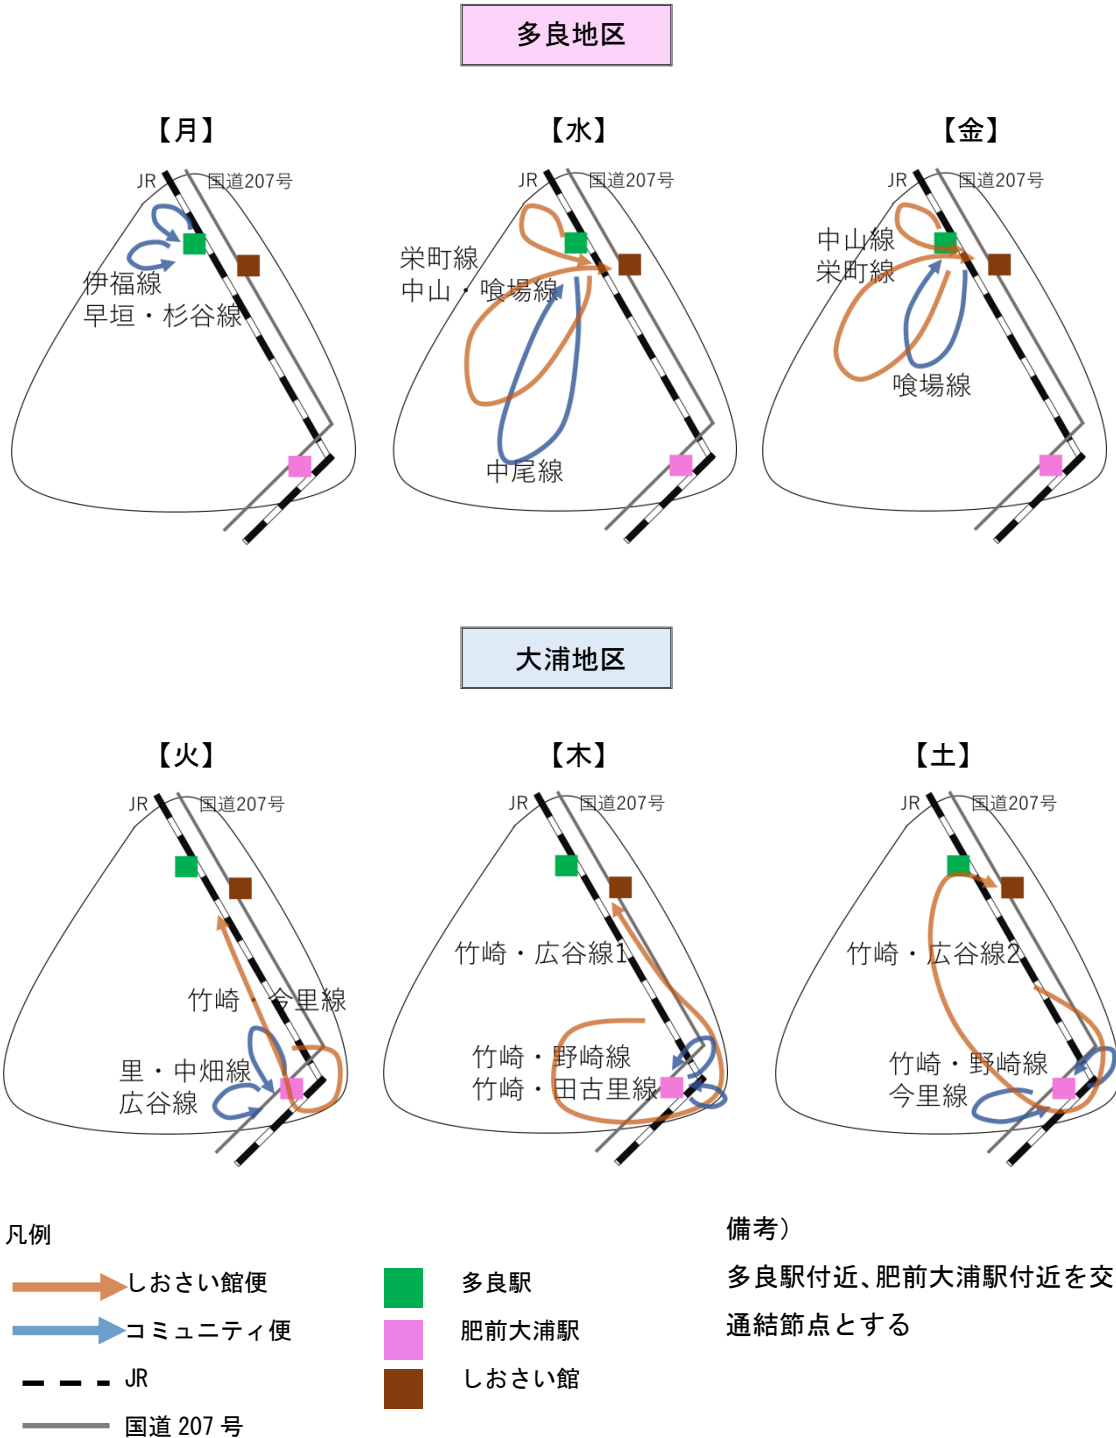 多良地区
【月】
【水】
【金】
JR
国道207号
伊福線
早垣・杉谷線
JR
国道207号
栄町線
中山・喰場線
中尾線
JR
国道207号
中山線
栄町線
喰場線
大浦地区
【火】
【木】
【土】
JR
国道207号
竹崎・今里線
里・中畑線
広谷線
JR
国道207号
竹崎・広谷線1
竹崎・野崎線
竹崎・田古里線
JR
国道207号
竹崎・広谷線2
竹崎・野崎線
今里線
凡例
しおさい館便
コミュニティ便
JR
国道 207 号
多良駅
肥前大浦駅
しおさい館
備考）
多良駅付近、肥前大浦駅付近を交
通結節点とする